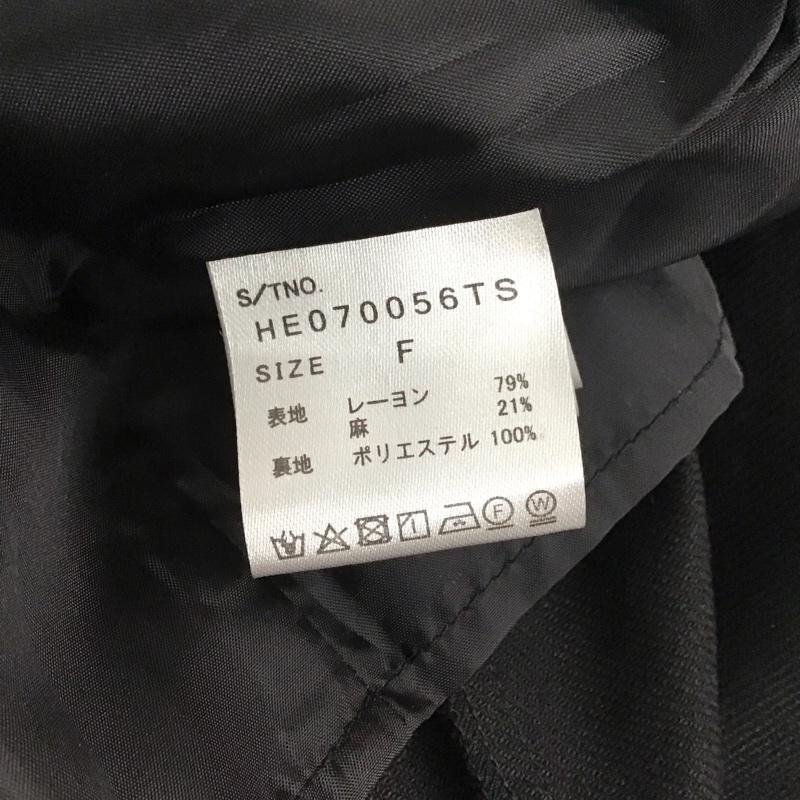 S/TNO.
HE070056TS
SIZE F
表地 レーヨン 79%
麻 21%
裏地 ポリエステル 100%
F W